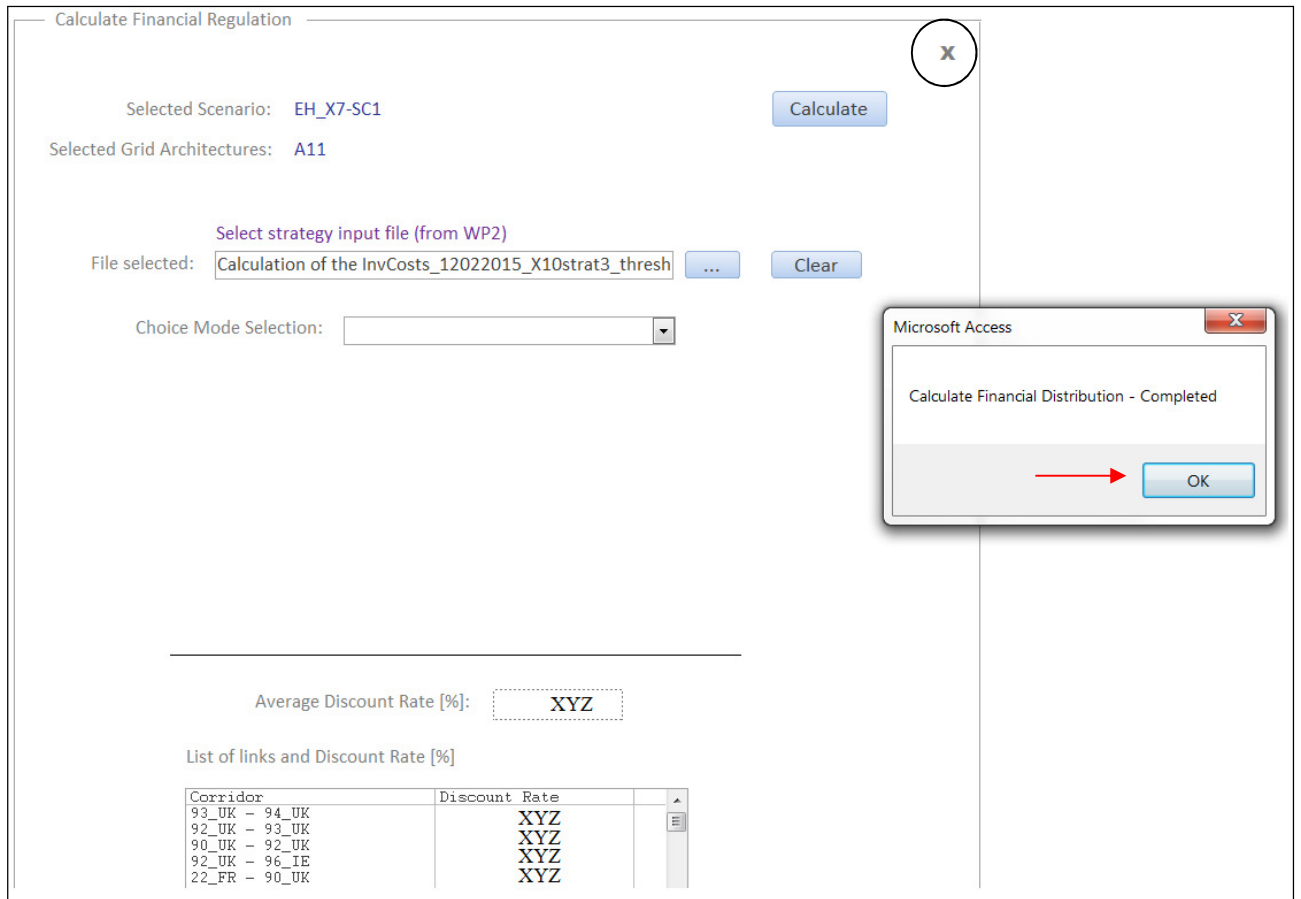 Calculate Financial Regulation
x
Selected Scenario: EH_X7-SC1 Calculate
Selected Grid Architectures: A11
Select strategy input file (from WP2)
File selected: Calculation of the InvCosts_12022015_X10strat3_thresh ... Clear
Choice Mode Selection:
Microsoft Access X
Calculate Financial Distribution - Completed
OK
Average Discount Rate [%]: XYZ
List of links and Discount Rate [%]
Corridor Discount Rate
93_UK - 94_UK XYZ
92_UK - 93_UK XYZ
90_UK - 92_UK XYZ
92_UK - 96_IE XYZ
22_FR - 90_UK XYZ